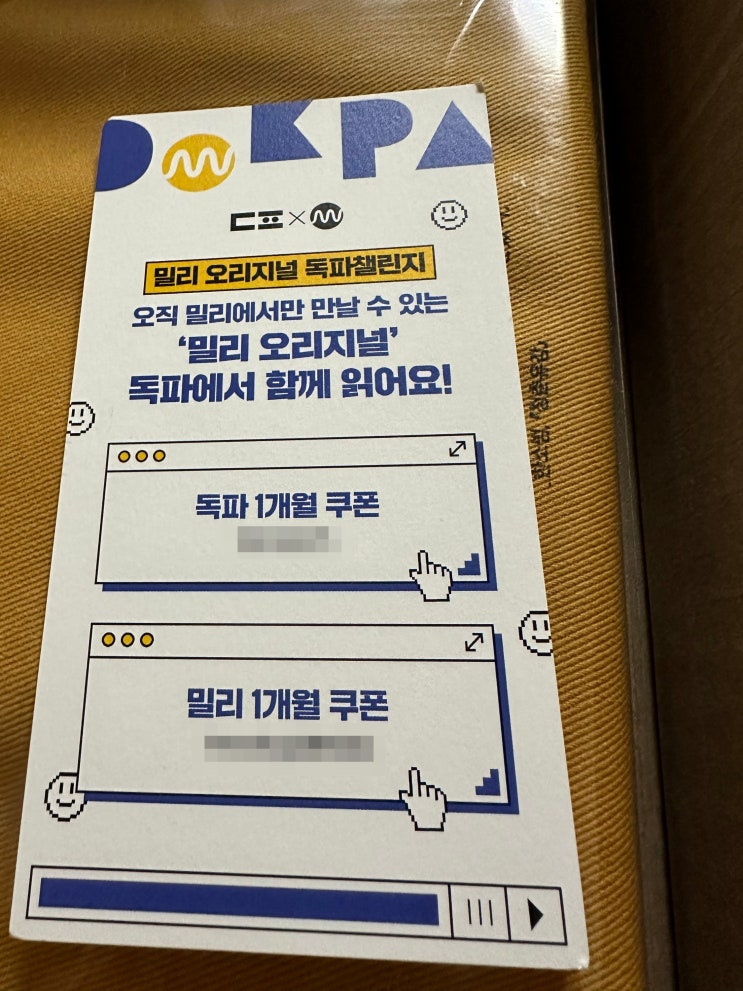 DOKPA
독파×
밀리 오리지널 독파챌린지
오직 밀리에서만 만날 수 있는
‘밀리 오리지널’
독파에서 함께 읽어요!
독파 1개월 쿠폰
밀리 1개월 쿠폰